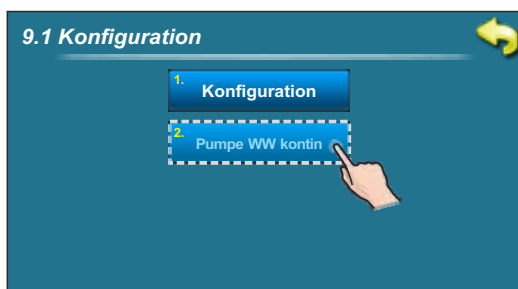 9.1 Konfiguration
1.
Konfiguration
2.
Pumpe WW kontin